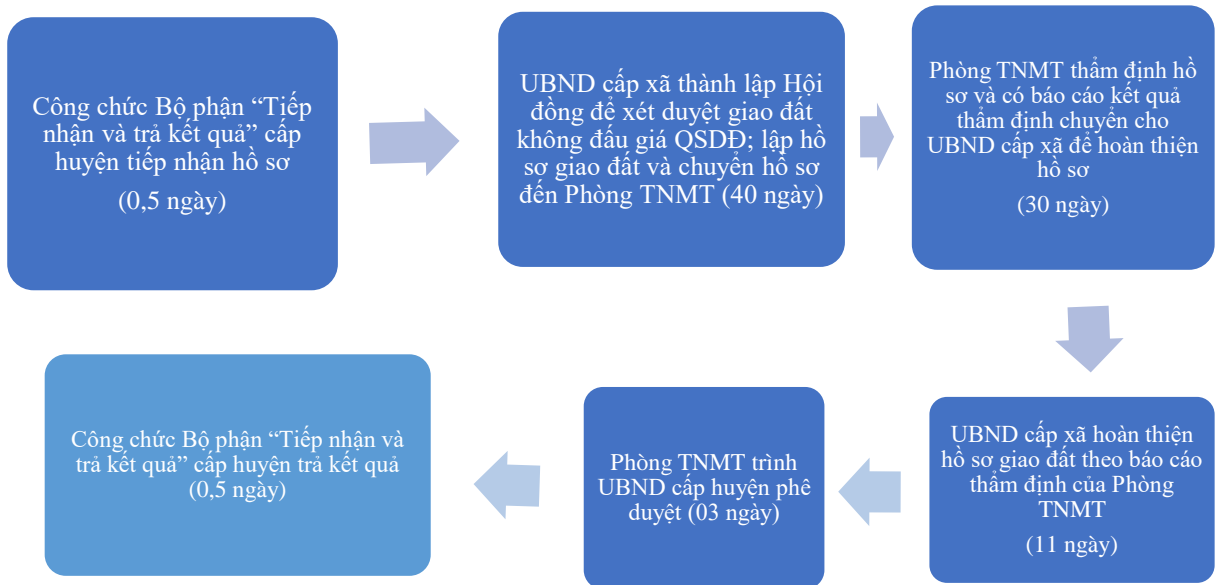 Công chức Bộ phận “Tiếp
nhận và trả kết quả” cấp
huyện tiếp nhận hồ sơ
(0,5 ngày)
UBND cấp xã thành lập Hội
đồng để xét duyệt giao đất
không đấu giá QSDĐ; lập hồ
sơ giao đất và chuyển hồ sơ
đến Phòng TNMT (40 ngày)
Phòng TNMT thẩm định hồ
sơ và có báo cáo kết quả
thẩm định chuyển cho
UBND cấp xã để hoàn thiện
hồ sơ
(30 ngày)
UBND cấp xã hoàn thiện
hồ sơ giao đất theo báo cáo
thẩm định của Phòng
TNMT
(11 ngày)
Phòng TNMT trình
UBND cấp huyện phê
duyệt (03 ngày)
Công chức Bộ phận “Tiếp nhận và
trả kết quả” cấp huyện trả kết quả
(0,5 ngày)